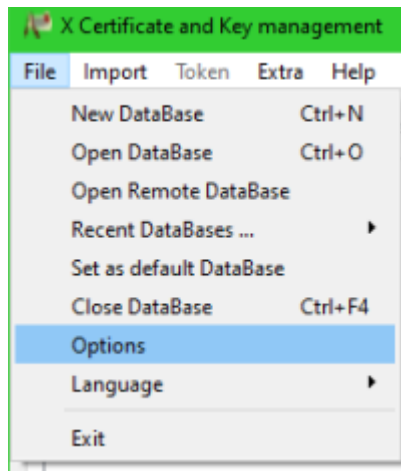 X Certificate and Key management
File Import Token Extra Help
New DataBase Ctrl+N
Open DataBase Ctrl+O
Open Remote DataBase
Recent DataBases ...
Set as default DataBase
Close DataBase Ctrl+F4
Options
Language
Exit